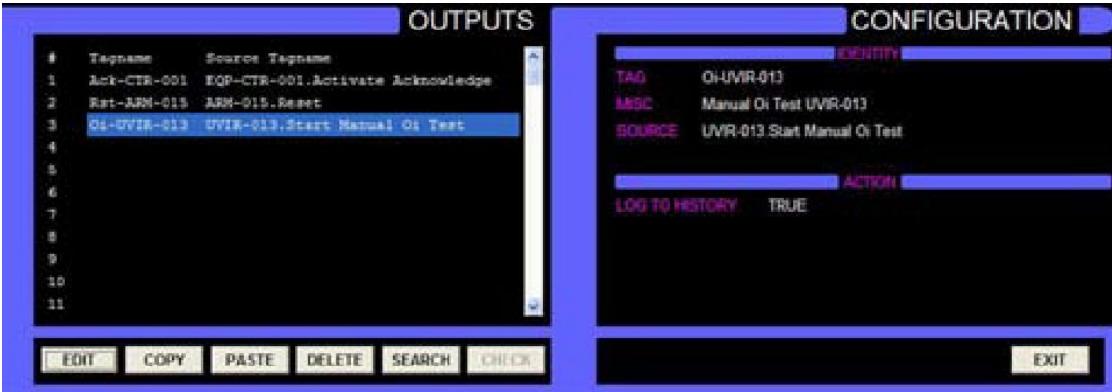 OUTPUTS
# Tagname Source Tagname
1 Ack-CTR-001 EQP-CTR-001.Activate Acknowledge
2 Rst-ARM-015 ARM-015.Reset
3 Oi-UVIR-013 UVIR-013.Start Manual Oi Test
4
5
6
7
8
9
10
11
EDIT COPY PASTE DELETE SEARCH CHECK
CONFIGURATION
IDENTITY
TAG Oi-UVIR-013
MISC Manual Oi Test UVIR-013
SOURCE UVIR-013.Start Manual Oi Test
ACTION
LOG TO HISTORY TRUE
EXIT